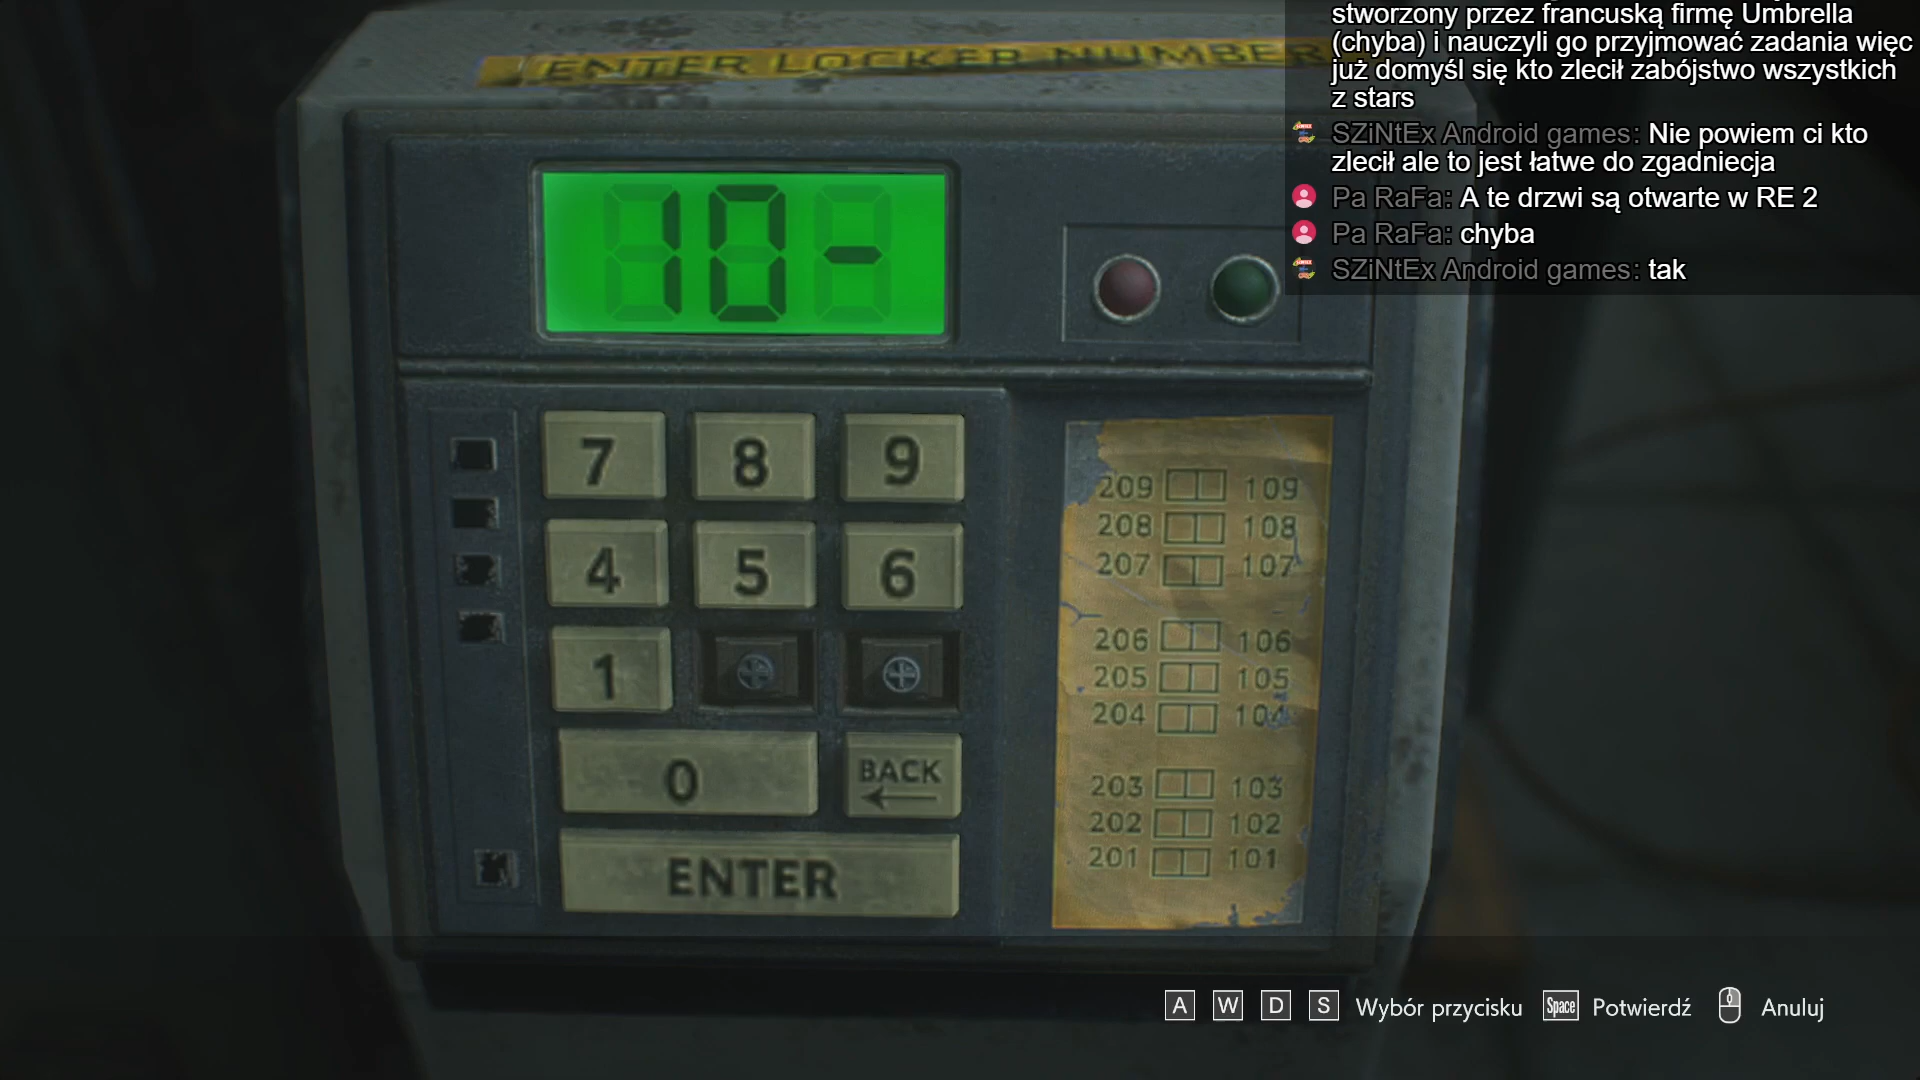 stworzony przez francuską firmę Umbrella
(chyba) i nauczyli go przyjmować zadania więc
już domyśl się kto zlecił zabójstwo wszystkich
z stars
SZiNtEx Android games: Nie powiem ci kto
zlecił ale to jest łatwe do zgadniecja
Pa RaFa: A te drzwi są otwarte w RE 2
Pa RaFa: chyba
SZiNtEx Android games: tak
ENTER LOCKER NUMBER
10-
7 8 9
4 5 6
1
0 BACK
ENTER
209 109
208 108
207 107
206 106
205 105
204 104
203 103
202 102
201 101
A W D S Wybór przycisku Space Potwierdź Anuluj